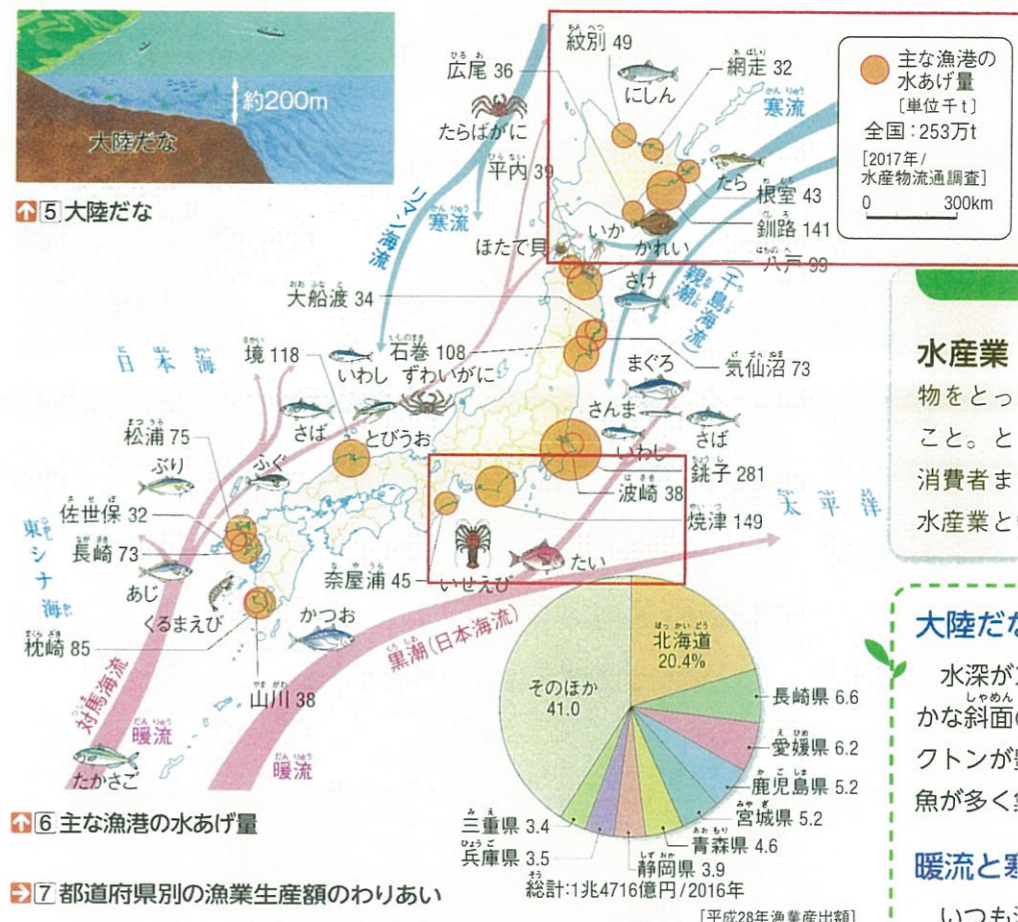 約200m
大陸だな
5 大陸だな
紋別 49
広尾 36
網走 32
にしん
寒流
主な漁港の
水あげ量
[単位千t]
全国:253万t
[2017年/
水産物流通調査]
0 300km
たらばがに
平内 39
たら
根室 43
釧路 141
リマン海流
寒流
いか
ほたて貝
かれい
八戸 99
さけ
親潮
(千島海流)
大船渡 34
日本海
境 118
いわし
石巻 108
ずわいがに
まぐろ
気仙沼 73
さんま
さば
とびうお
いわし
さば
松浦 75
ぶり
ふぐ
銚子 281
波崎 38
佐世保 32
焼津 149
太平洋
東シナ海
長崎 73
奈屋浦 45
いせえび
たい
あじ
くるまえび
かつお
枕崎 85
黒潮(日本海流)
山川 38
対馬海流
暖流
暖流
たかさご
北海道
20.4%
そのほか
41.0
長崎県 6.6
愛媛県 6.2
鹿児島県 5.2
宮城県 5.2
青森県 4.6
静岡県 3.9
兵庫県 3.5
三重県 3.4
総計:1兆4716億円/2016年
[平成28年漁業産出額]
6 主な漁港の水あげ量
7 都道府県別の漁業生産額のわりあい
水産業
物をとっ
こと。と
消費者ま
水産業と
大陸だな
水深が
かな斜面
クトンが
魚が多く
暖流と寒
いつも